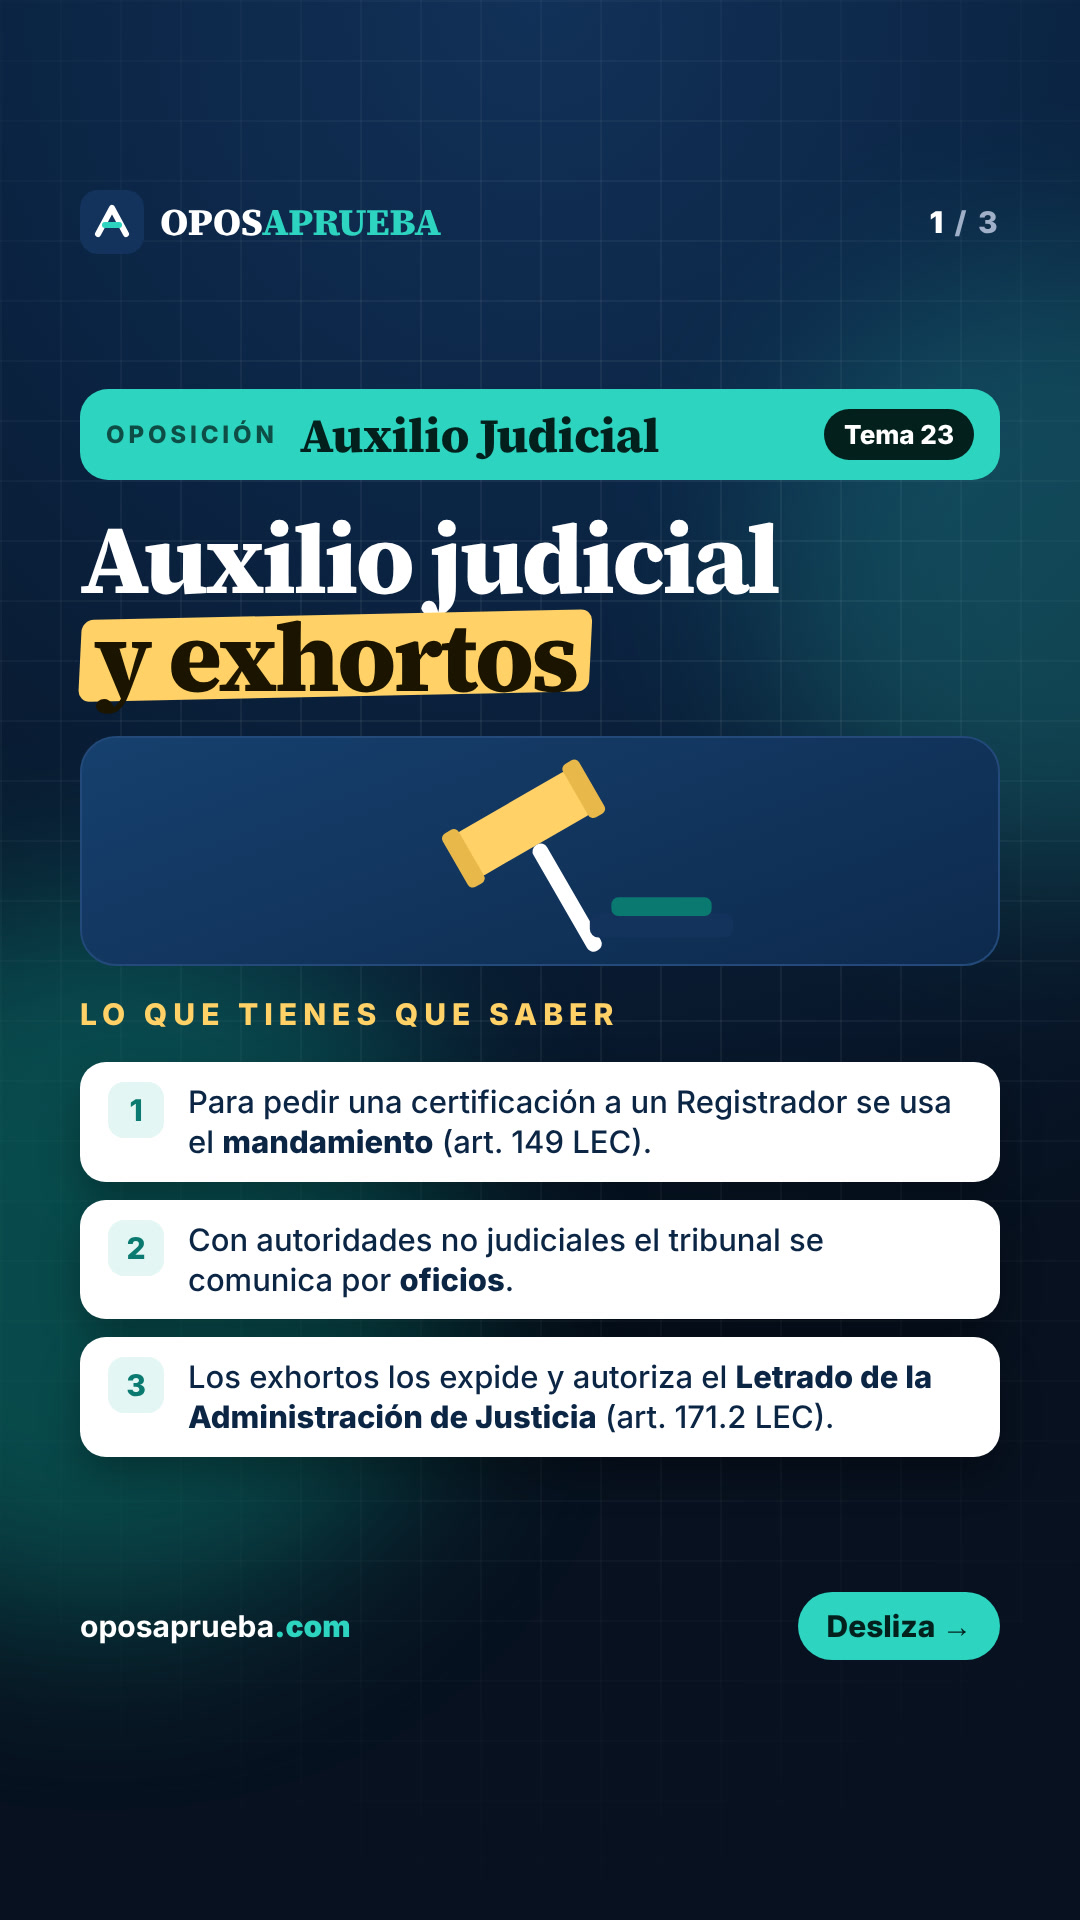 OPOSAPRUEBA
1 / 3
OPOSICIÓN Auxilio Judicial Tema 23
Auxilio judicial
y exhortos
LO QUE TIENES QUE SABER
1 Para pedir una certificación a un Registrador se usa
el mandamiento (art. 149 LEC).
2 Con autoridades no judiciales el tribunal se
comunica por oficios.
3 Los exhortos los expide y autoriza el Letrado de la
Administración de Justicia (art. 171.2 LEC).
oposaprueba.com
Desliza →